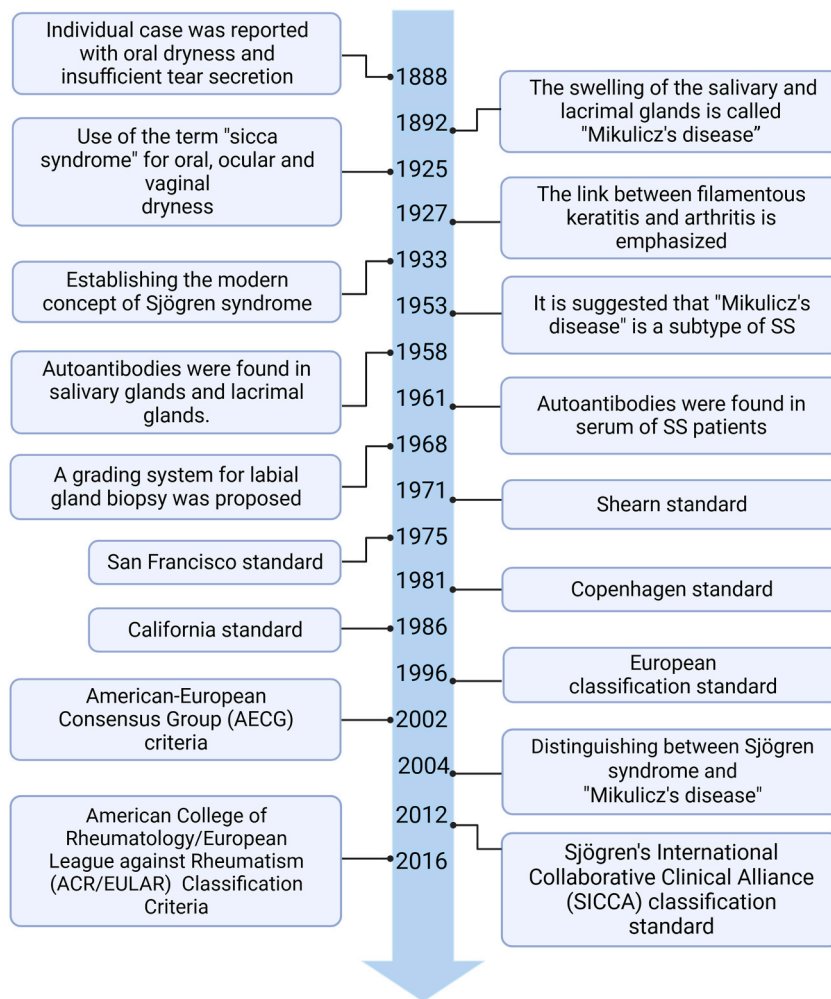 Individual case was reported
with oral dryness and
insufficient tear secretion
1888
The swelling of the salivary and
lacrimal glands is called
"Mikulicz's disease”
1892
Use of the term "sicca
syndrome" for oral, ocular and
vaginal
dryness
1925
The link between filamentous
keratitis and arthritis is
emphasized
1927
Establishing the modern
concept of Sjögren syndrome
1933
It is suggested that "Mikulicz's
disease" is a subtype of SS
1953
Autoantibodies were found in
salivary glands and lacrimal
glands.
1958
Autoantibodies were found in
serum of SS patients
1961
A grading system for labial
gland biopsy was proposed
1968
Shearn standard
1971
San Francisco standard
1975
Copenhagen standard
1981
California standard
1986
European
classification standard
1996
American-European
Consensus Group (AECG)
criteria
2002
Distinguishing between Sjögren
syndrome and
"Mikulicz's disease"
2004
Sjögren's International
Collaborative Clinical Alliance
(SICCA) classification
standard
2012
American College of
Rheumatology/European
League against Rheumatism
(ACR/EULAR) Classification
Criteria
2016